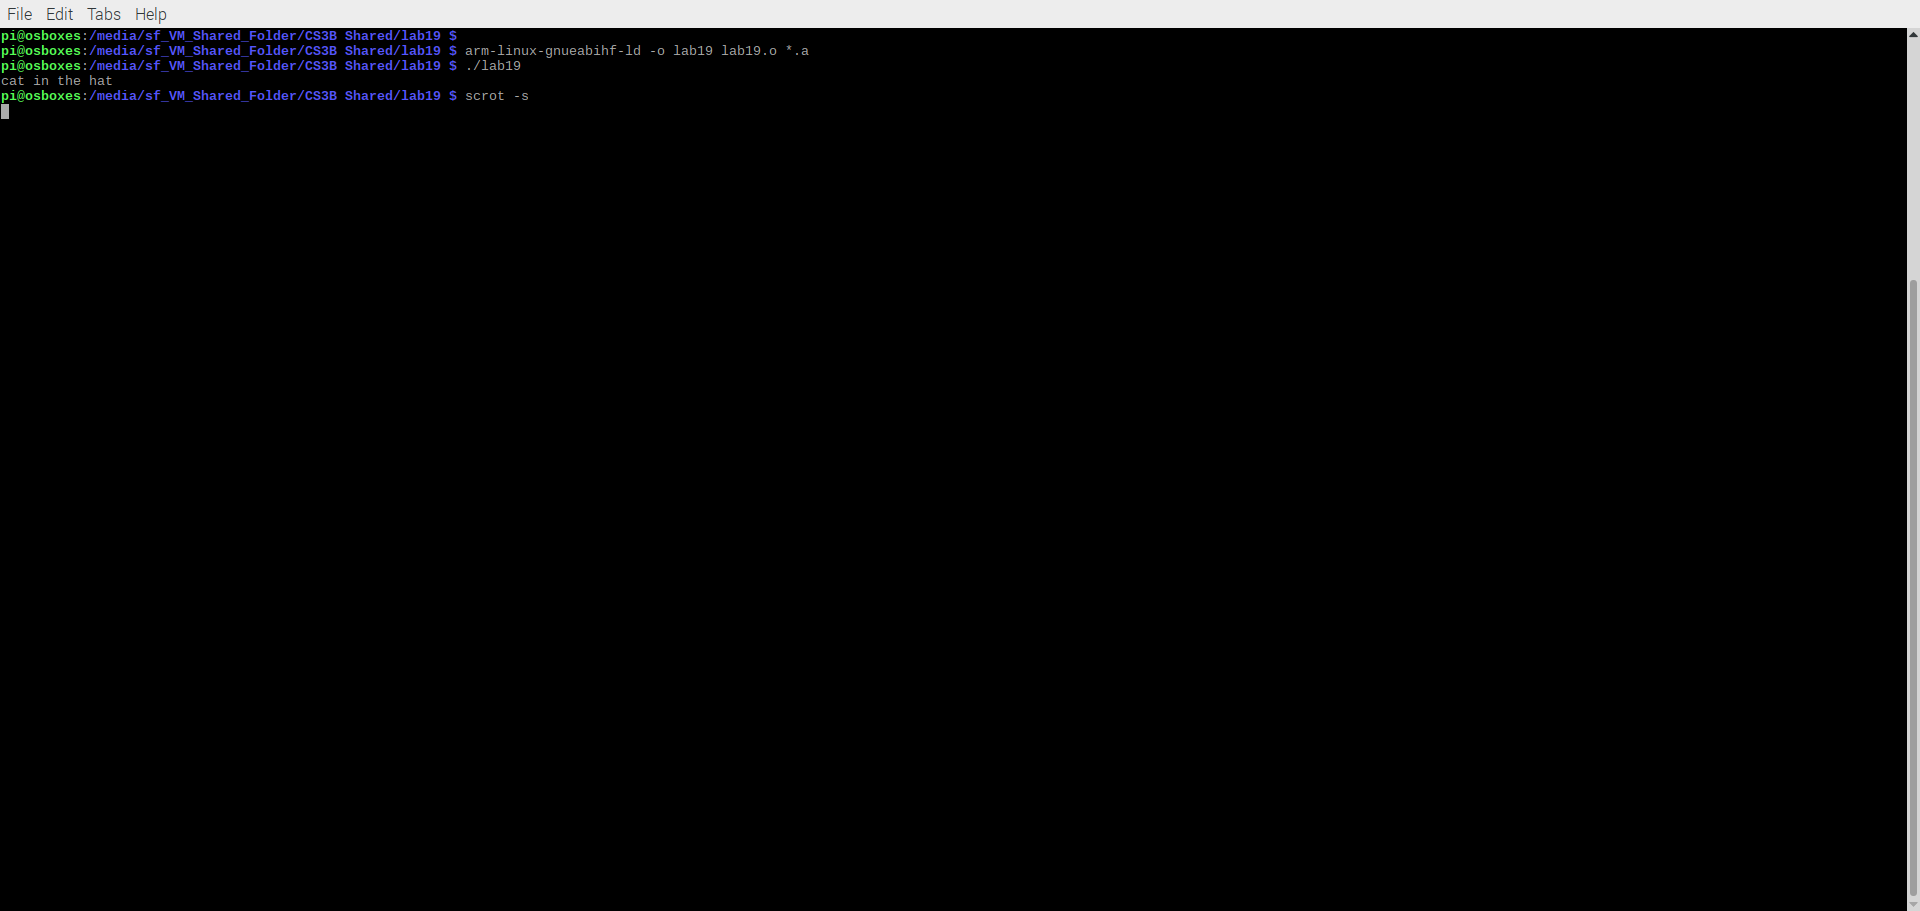 File Edit Tabs Help
pi@osboxes:/media/sf_VM_Shared_Folder/CS3B Shared/lab19 $
pi@osboxes:/media/sf_VM_Shared_Folder/CS3B Shared/lab19 $ arm-linux-gnueabihf-ld -o lab19 lab19.o *.a
pi@osboxes:/media/sf_VM_Shared_Folder/CS3B Shared/lab19 $ ./lab19
cat in the hat
pi@osboxes:/media/sf_VM_Shared_Folder/CS3B Shared/lab19 $ scrot -s